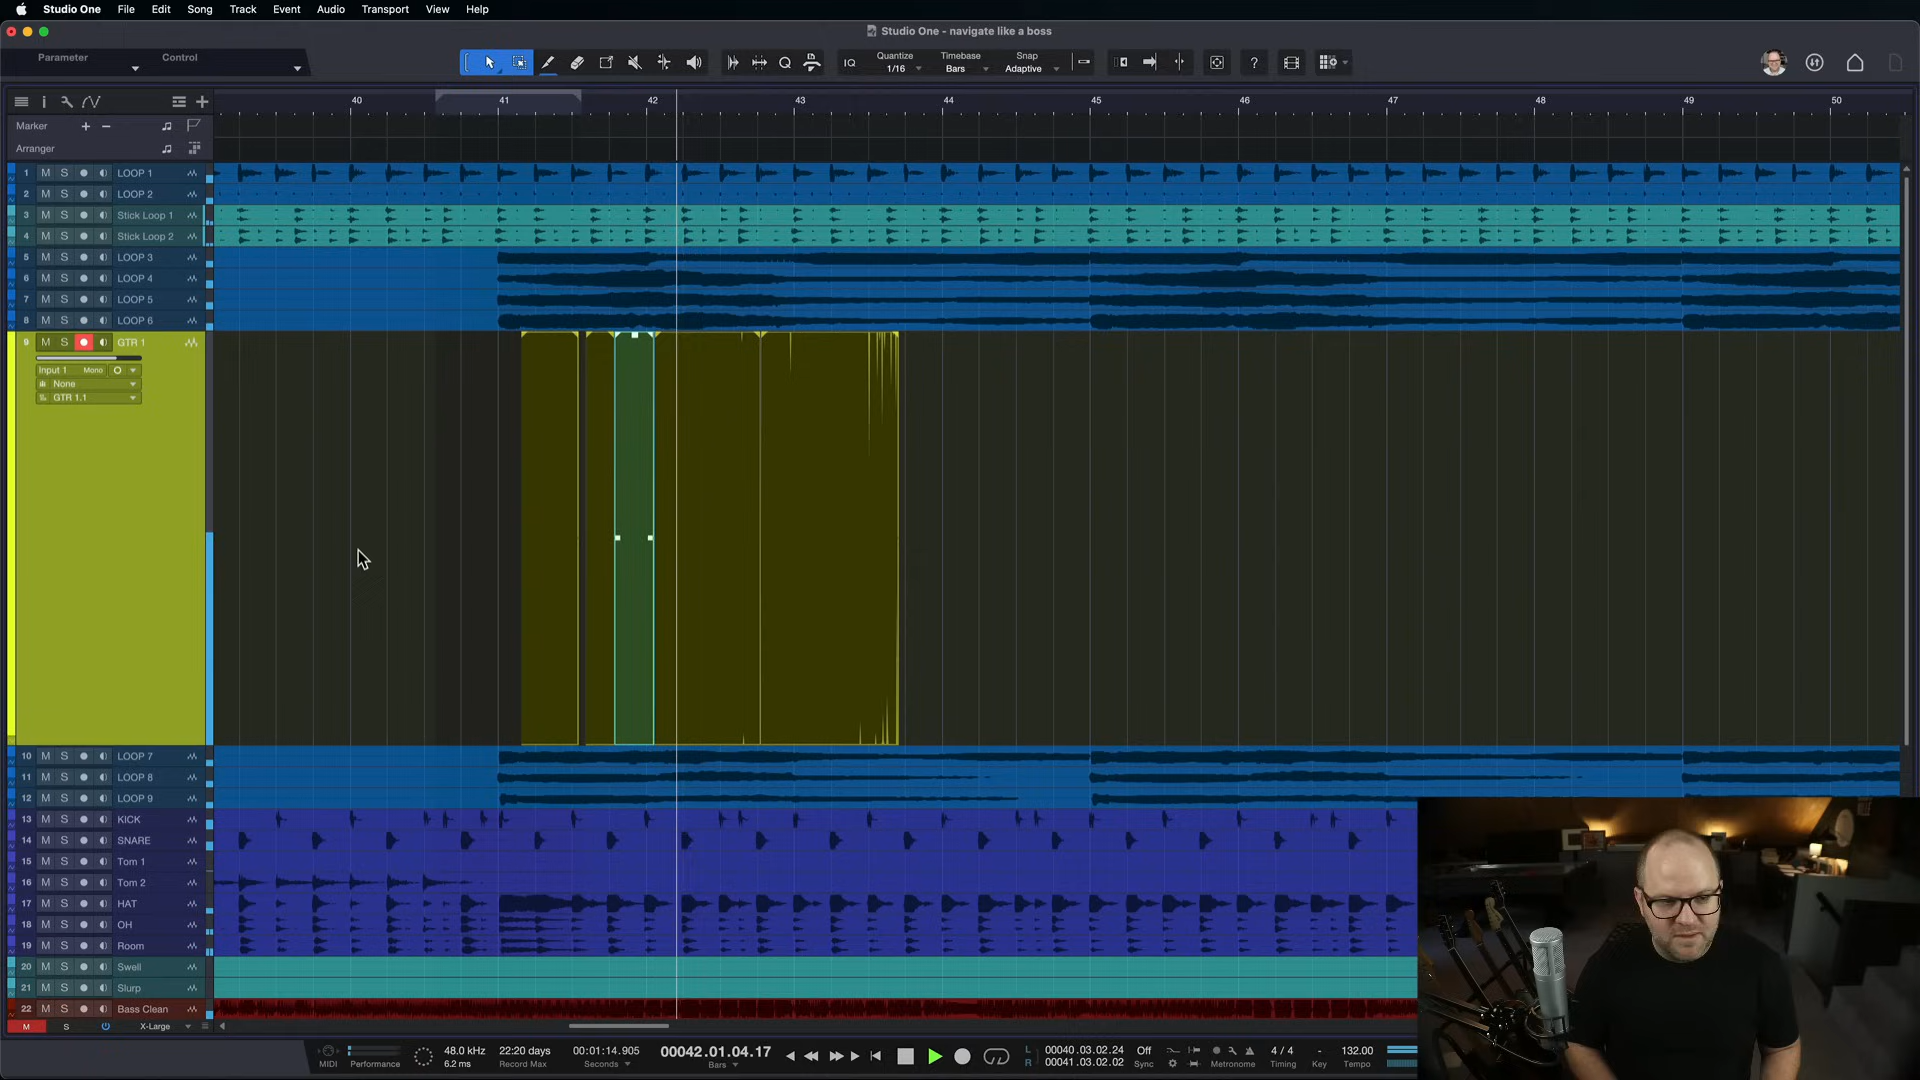 Studio One File Edit Song Track Event Audio Transport View Help
Studio One - navigate like a boss
Parameter Control
IQ Quantize 1/16 Timebase Bars Snap Adaptive ?
40 41 42 43 44 45 46 47 48 49 50
Marker
Arranger
1 M S LOOP 1
2 M S LOOP 2
3 M S Stick Loop 1
4 M S Stick Loop 2
5 M S LOOP 3
6 M S LOOP 4
7 M S LOOP 5
8 M S LOOP 6
9 M S GTR 1
Input 1 Mono
None
GTR 1.1
10 M S LOOP 7
11 M S LOOP 8
12 M S LOOP 9
13 M S KICK
14 M S SNARE
15 M S Tom 1
16 M S Tom 2
17 M S HAT
18 M S OH
19 M S Room
20 M S Swell
21 M S Slurp
22 M S Bass Clean
M S X-Large
MIDI Performance
48.0 kHz
6.2 ms
22:20 days
Record Max
00:01:14.905
Seconds
00042.01.04.17
Bars
L 00040.03.02.24
R 00041.03.02.02
Off
Sync
Metronome
4 / 4
Timing
-
Key
132.00
Tempo